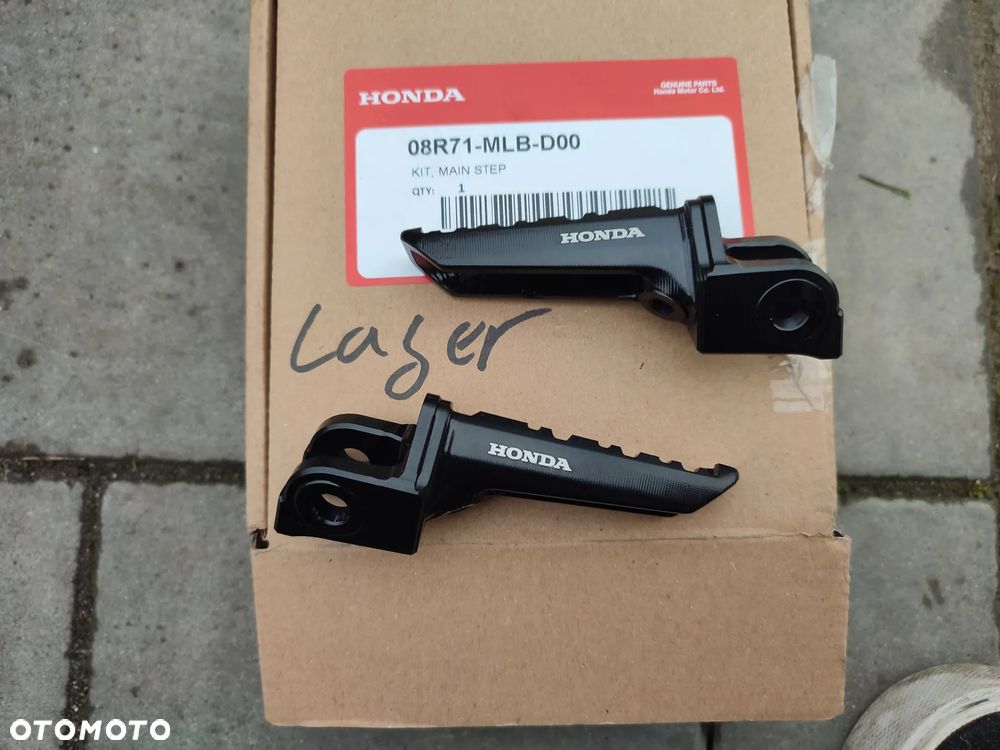 HONDA
GENUINE PARTS
Honda Motor Co. Ltd.
08R71-MLB-D00
KIT, MAIN STEP
QTY: 1
HONDA
Lager
HONDA
OTOMOTO